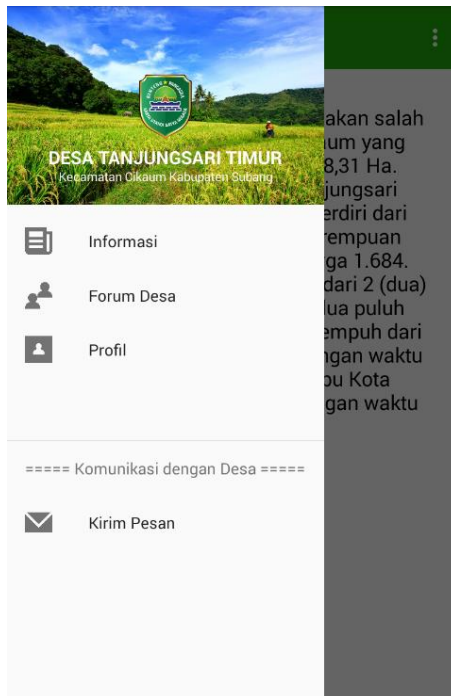 DESA TANJUNGSARI TIMUR
Kecamatan Cikaum Kabupaten Subang
Informasi
Forum Desa
Profil
===== Komunikasi dengan Desa =====
Kirim Pesan
akan salah
um yang
8,31 Ha.
jungsari
erdiri dari
rempuan
ga 1.684.
dari 2 (dua)
lua puluh
empuh dari
ngan waktu
pu Kota
gan waktu